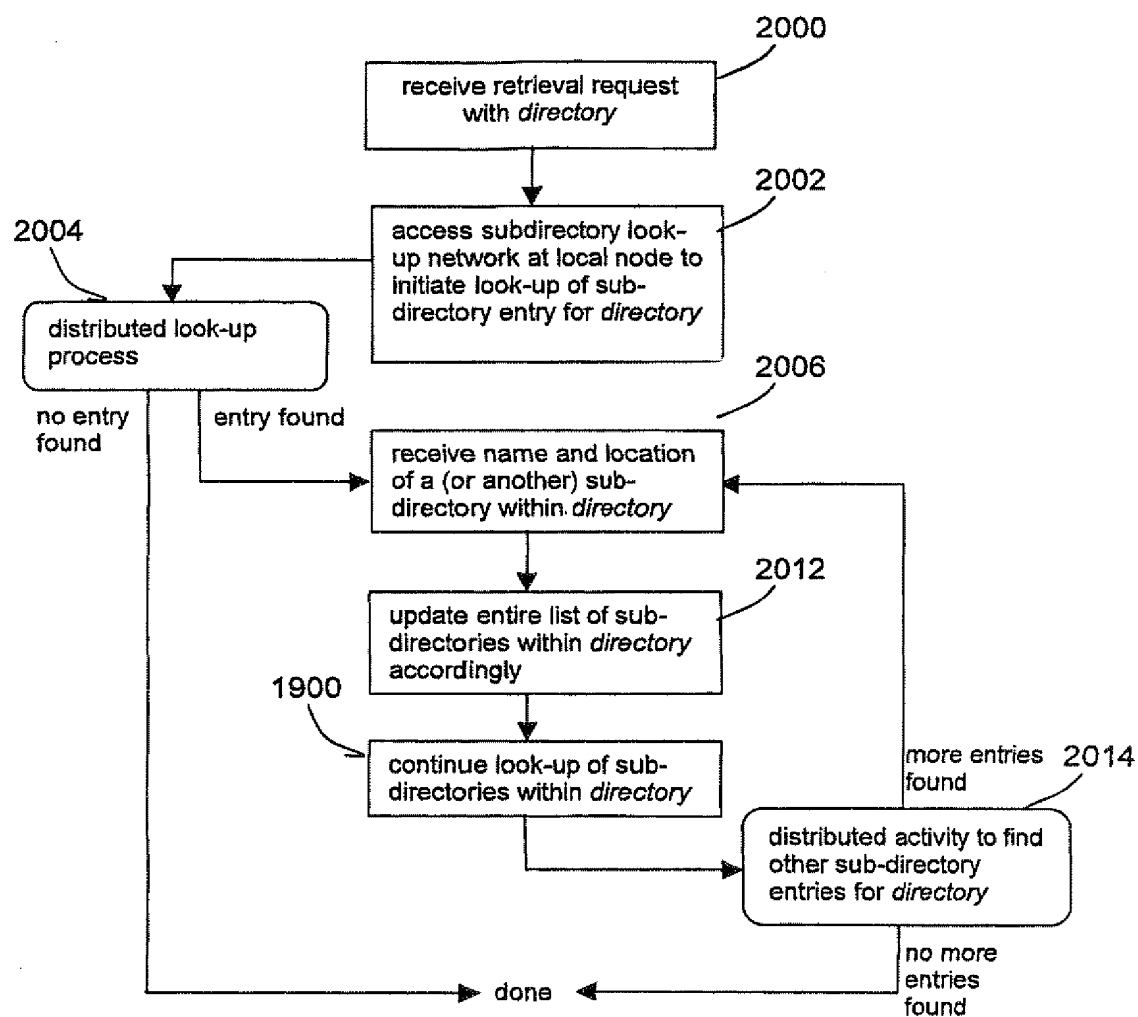 2000
receive retrieval request
with directory
2002
access subdirectory look-
up network at local node to
initiate look-up of sub-
directory entry for directory
2004
distributed look-up
process
no entry
found
entry found
2006
receive name and location
of a (or another) sub-
directory within directory
2012
update entire list of sub-
directories within directory
accordingly
1900
continue look-up of sub-
directories within directory
more entries
found
2014
distributed activity to find
other sub-directory
entries for directory
no more
entries
found
done